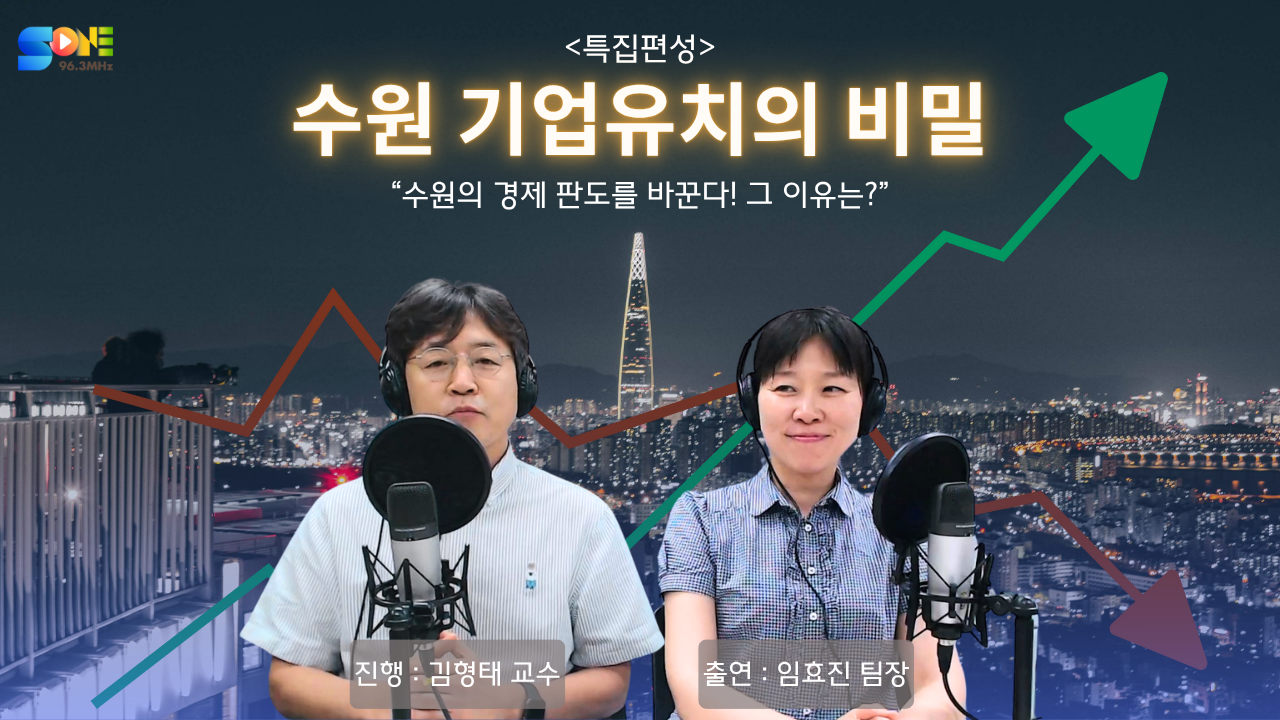 SONE
96.3MHz
<특집편성>
수원 기업유치의 비밀
“수원의 경제 판도를 바꾼다! 그 이유는?”
진행 : 김형태 교수
출연 : 임효진 팀장